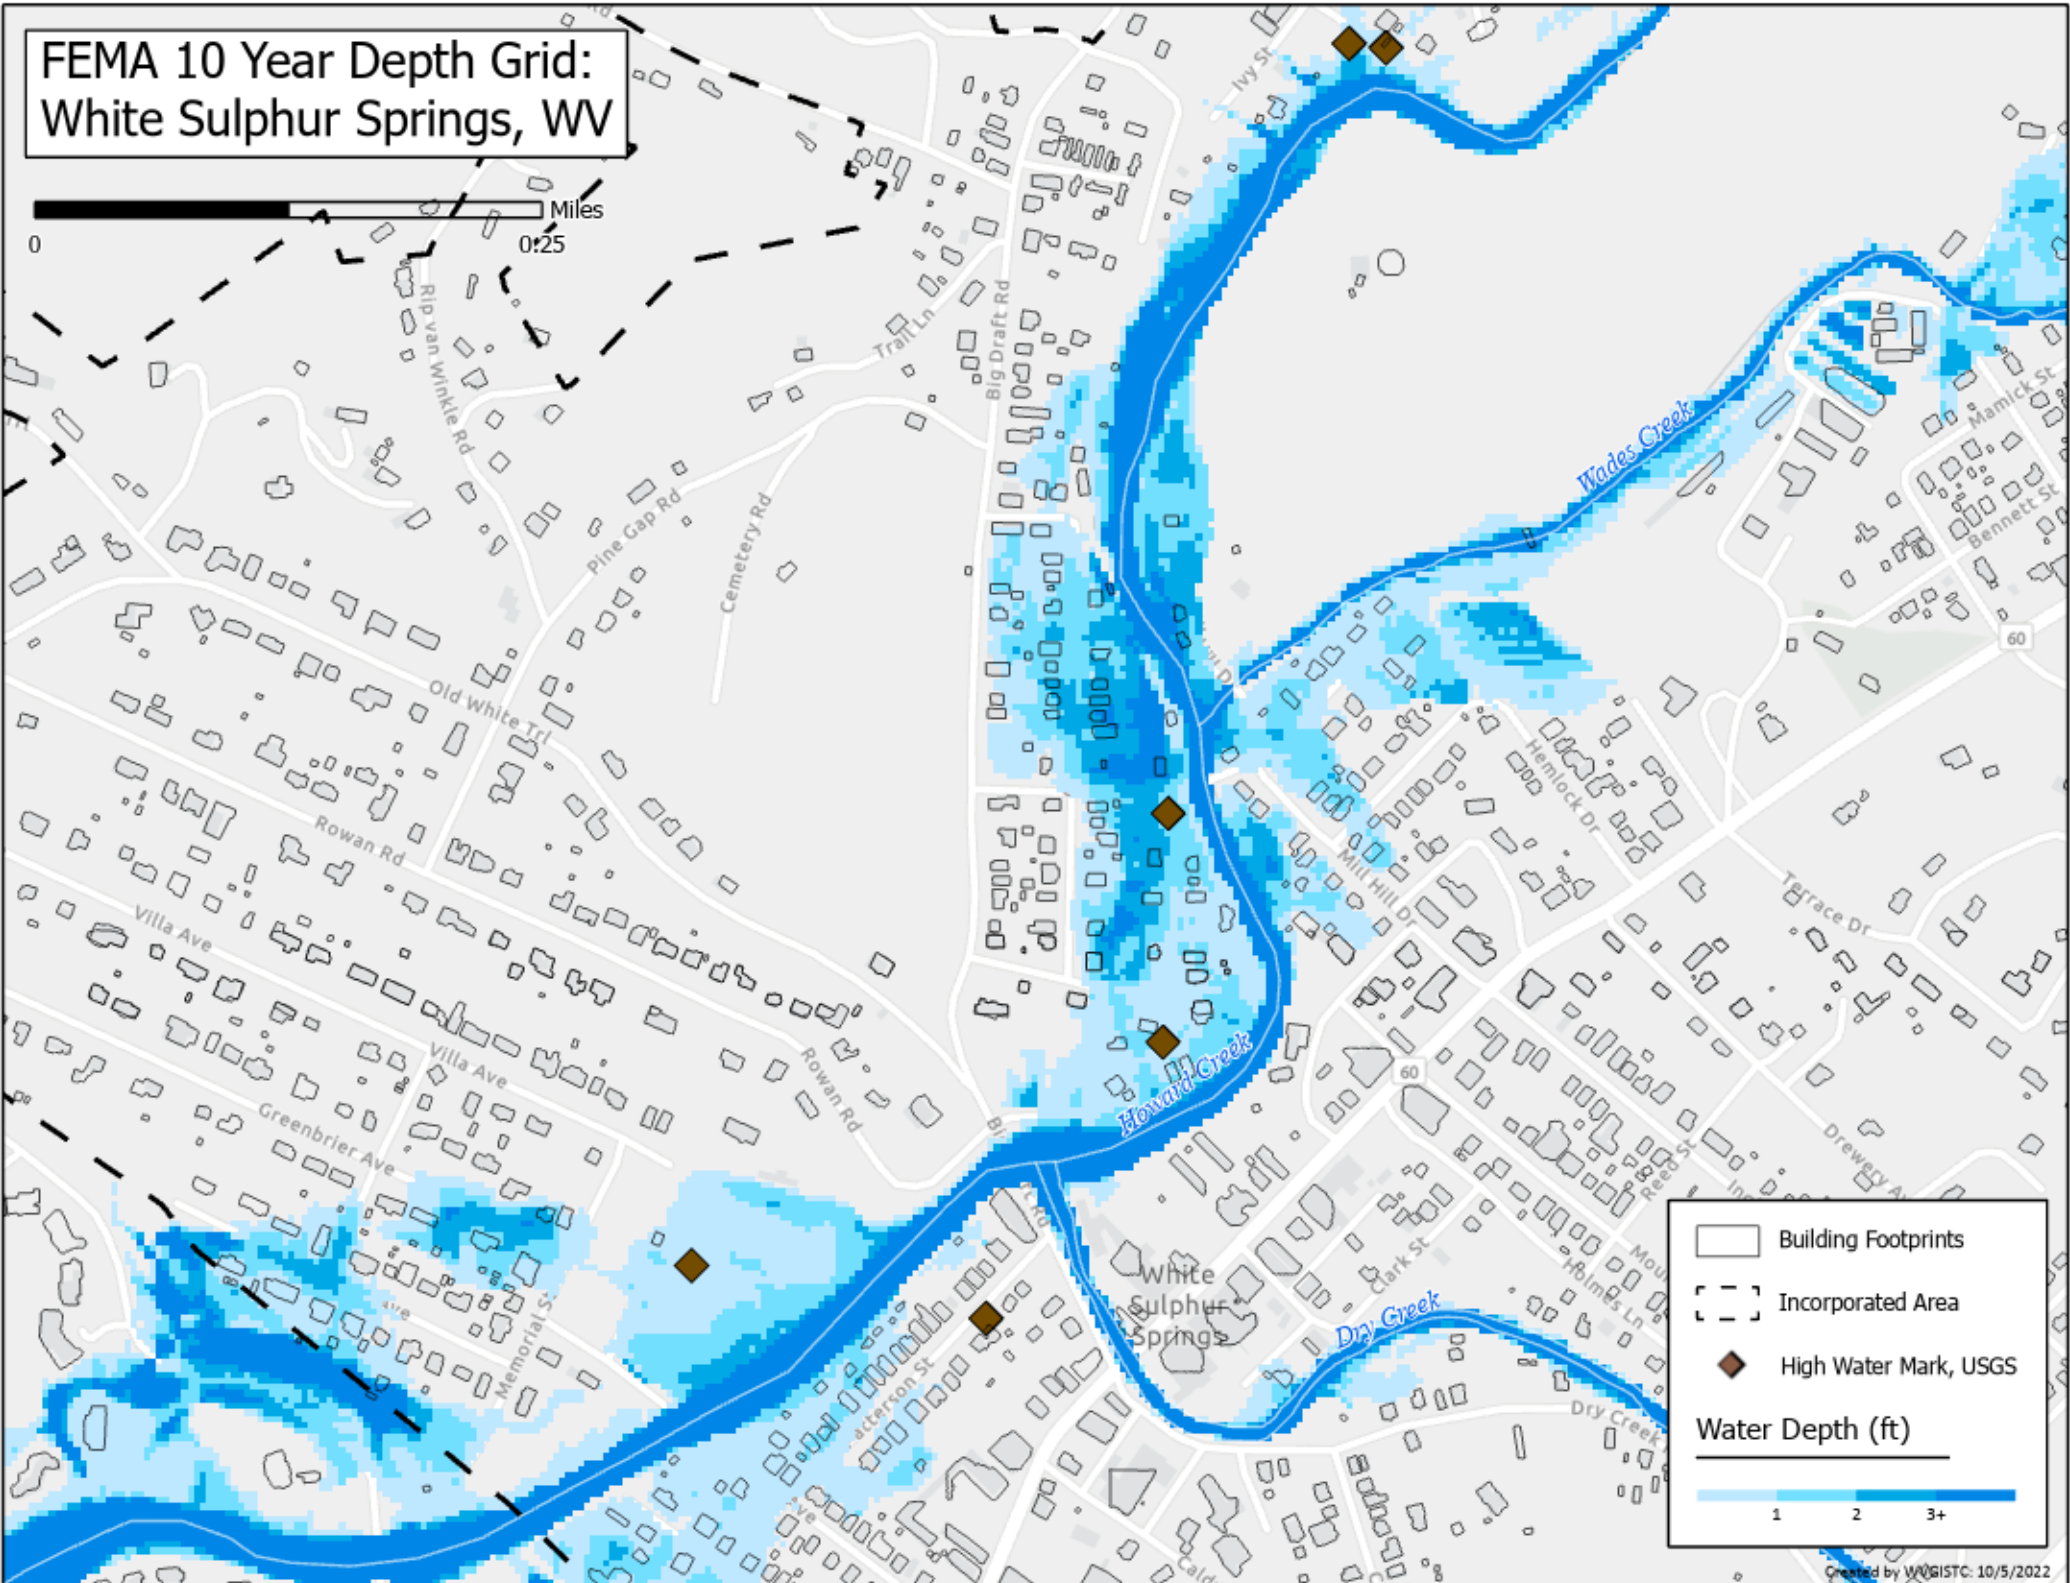 FEMA 10 Year Depth Grid:
White Sulphur Springs, WV
Miles
0
0.25
Rd
Ivy St
Rip van Winkle Rd
Trail Ln
Big Draft Rd
Wades Creek
Mamick St
Bennett St
Pine Gap Rd
Cemetery Rd
60
Old White Trl
Hemlock Dr
Rowan Rd
Mill Hill Dr
Terrace Dr
Villa Ave
Howard Creek
60
Villa Ave
Rowan Rd
Greenbrier Ave
Drewery Av
Reed St
White
Sulphur
Springs
Clark St
Holmes Ln
Dry Creek
Memorial St
Dry Creek
Building Footprints
Incorporated Area
High Water Mark, USGS
Water Depth (ft)
1
2
3+
Created by WVGISTC: 10/5/2022